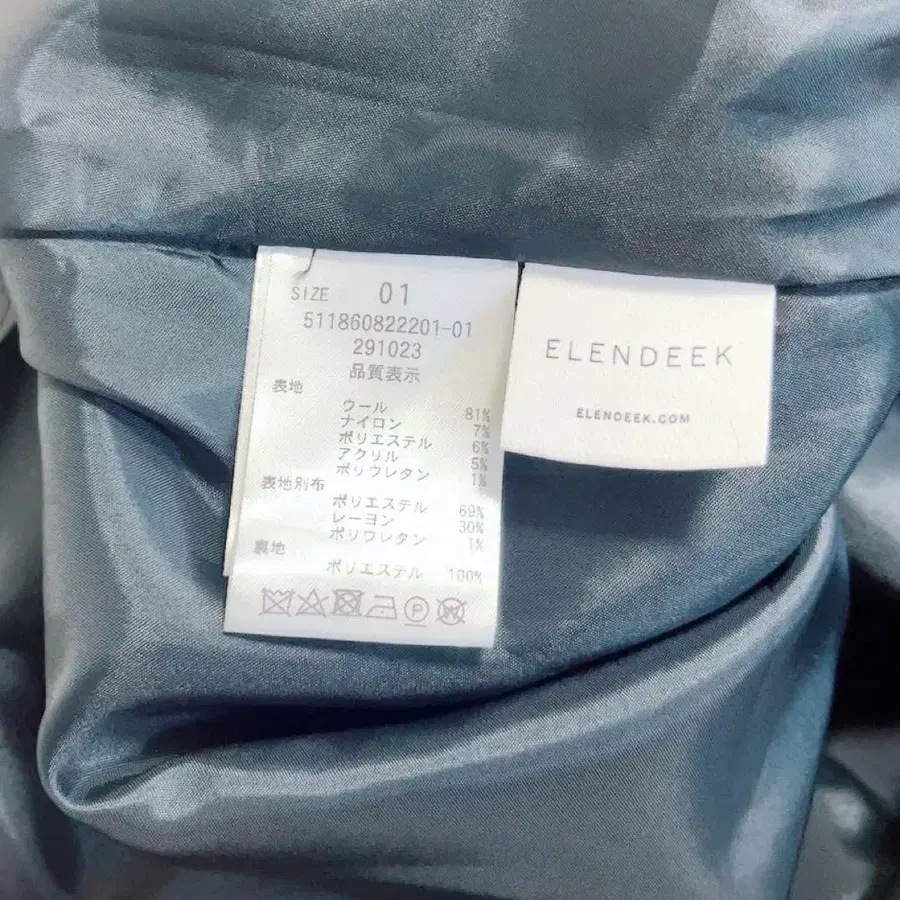 SIZE 01
511860822201-01
291023
品質表示
表地
ウール 81%
ナイロン 7%
ポリエステル 6%
アクリル 5%
ポリウレタン 1%
表地別布
ポリエステル 69%
レーヨン 30%
ポリウレタン 1%
裏地
ポリエステル 100%
P
W
ELENDEEK
ELENDEEK.COM